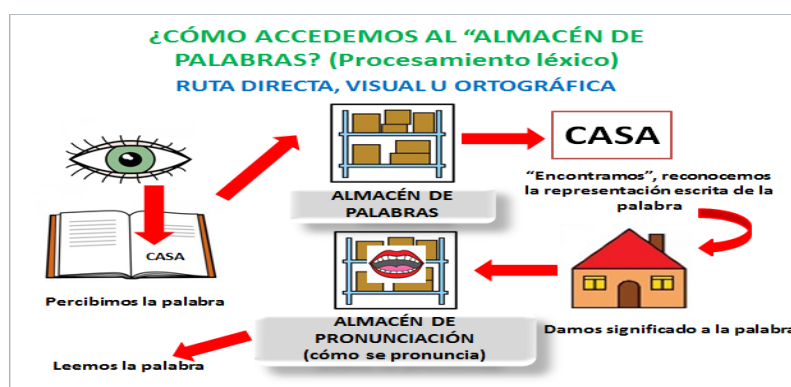 ¿CÓMO ACCEDEMOS AL “ALMACÉN DE
PALABRAS? (Procesamiento léxico)
RUTA DIRECTA, VISUAL U ORTOGRÁFICA
CASA
“Encontramos”, reconocemos
la representación escrita de la
palabra
ALMACÉN DE
PALABRAS
CASA
Percibimos la palabra
Damos significado a la palabra
ALMACÉN DE
PRONUNCIACIÓN
(cómo se pronuncia)
Leemos la palabra